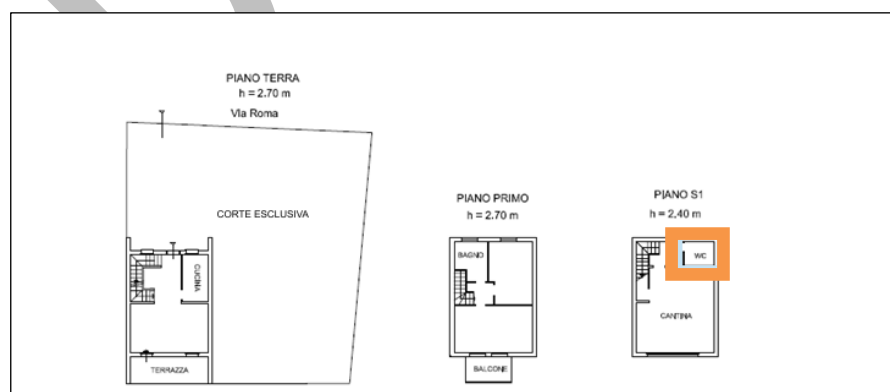 PIANO TERRA
h = 2.70 m
Via Roma
CORTE ESCLUSIVA
CUCINA
TERRAZZA
PIANO PRIMO
h = 2.70 m
BAGNO
BALCONE
PIANO S1
h = 2,40 m
WC
CANTINA